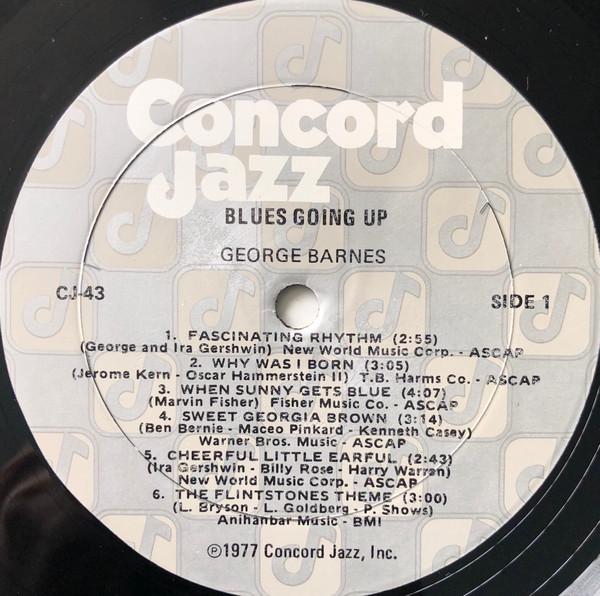 Concord
Jazz
BLUES GOING UP
GEORGE BARNES
CJ-43
SIDE 1
1. FASCINATING RHYTHM (2:55)
(George and Ira Gershwin) New World Music Corp. - ASCAP
2. WHY WAS I BORN (3:05)
(Jerome Kern - Oscar Hammerstein II) T.B. Harms Co. - ASCAP
3. WHEN SUNNY GETS BLUE (4:07)
(Marvin Fisher) Fisher Music Co. - ASCAP
4. SWEET GEORGIA BROWN (3:14)
(Ben Bernie - Maceo Pinkard - Kenneth Casey)
Warner Bros. Music - ASCAP
5. CHEERFUL LITTLE EARFUL (2:43)
(Ira Gershwin - Billy Rose - Harry Warren)
New World Music Corp. - ASCAP
6. THE FLINTSTONES THEME (3:00)
(L. Bryson - L. Goldberg - P. Shows)
Anihanbar Music - BMI
℗1977 Concord Jazz, Inc.